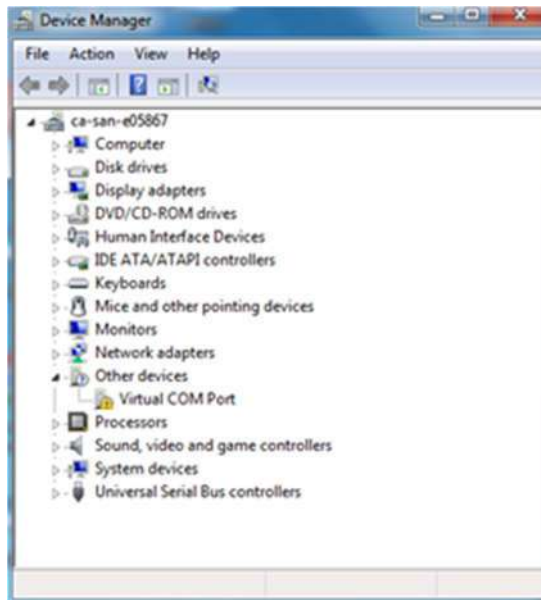 Device Manager
File Action View Help
ca-san-e05867
Computer
Disk drives
Display adapters
DVD/CD-ROM drives
Human Interface Devices
IDE ATA/ATAPI controllers
Keyboards
Mice and other pointing devices
Monitors
Network adapters
Other devices
Virtual COM Port
Processors
Sound, video and game controllers
System devices
Universal Serial Bus controllers